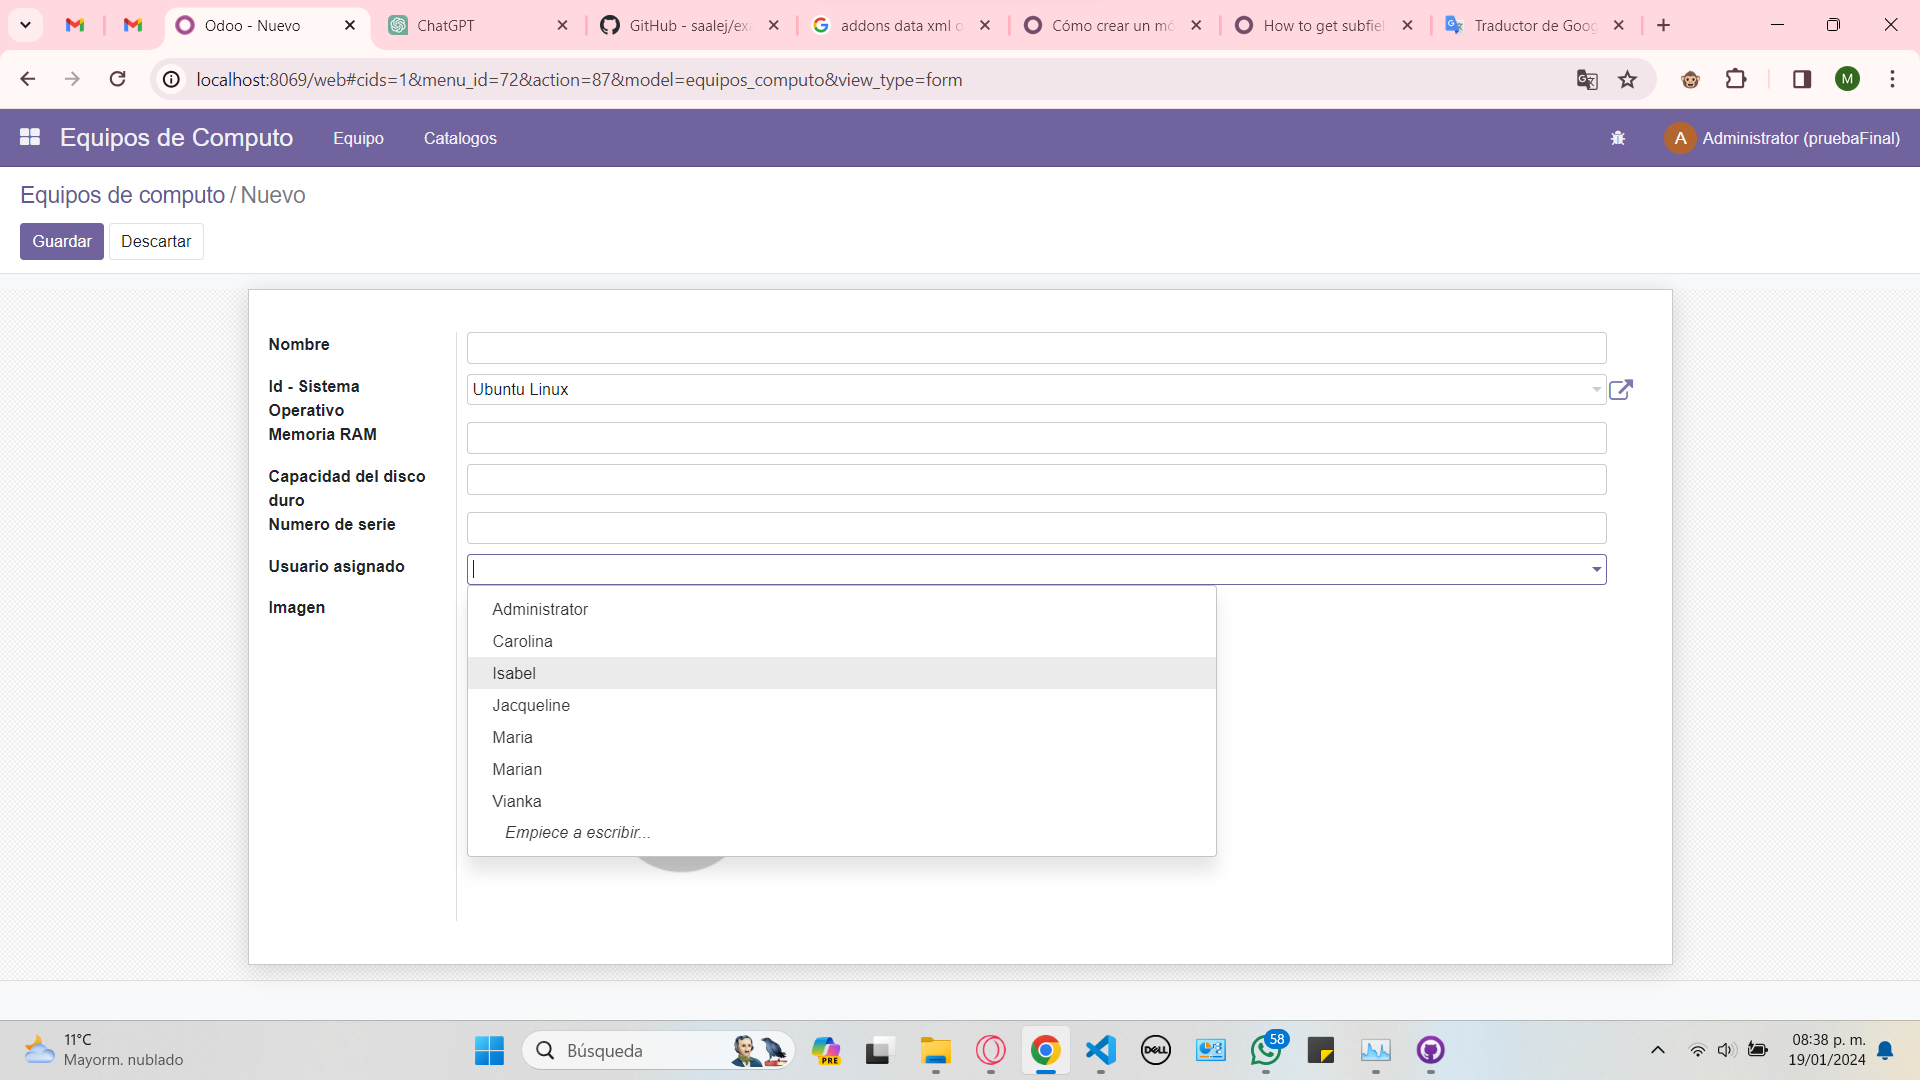 Odoo - Nuevo
ChatGPT
GitHub - saalej/exa
addons data xml o
Cómo crear un mó
How to get subfiel
Traductor de Goog
localhost:8069/web#cids=1&menu_id=72&action=87&model=equipos_computo&view_type=form
M
Equipos de Computo
Equipo
Catalogos
A
Administrator (pruebaFinal)
Equipos de computo / Nuevo
Guardar
Descartar
Nombre
Id - Sistema
Operativo
Ubuntu Linux
Memoria RAM
Capacidad del disco
duro
Numero de serie
Usuario asignado
Imagen
Administrator
Carolina
Isabel
Jacqueline
Maria
Marian
Vianka
Empiece a escribir...
11°C
Mayorm. nublado
Búsqueda
PRE
DELL
58
08:38 p. m.
19/01/2024